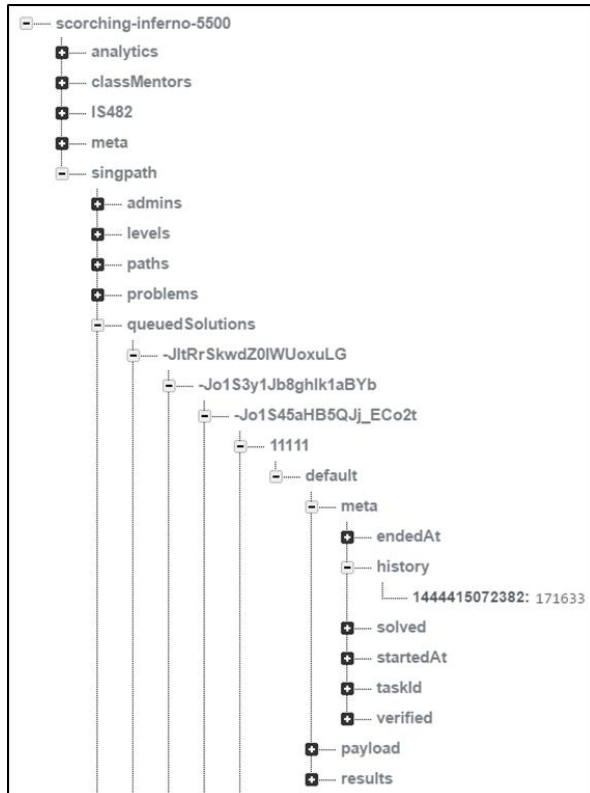 scorching-inferno-5500
analytics
classMentors
IS482
meta
singpath
admins
levels
paths
problems
queuedSolutions
-JltRrSkwdZ0lWUoxuLG
-Jo1S3y1Jb8ghlk1aBYb
-Jo1S45aHB5QJj_ECo2t
11111
default
meta
endedAt
history
1444415072382: 171633
solved
startedAt
taskId
verified
payload
results